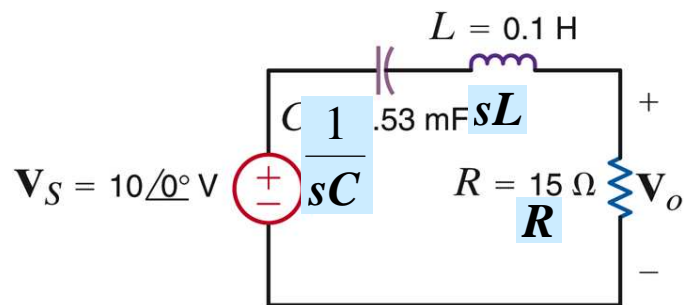 L = 0.1 H
C
1
sC
.53 mF
sL
+
V_S = 10/0° V
+
−
R = 15 Ω
R
V_o
−